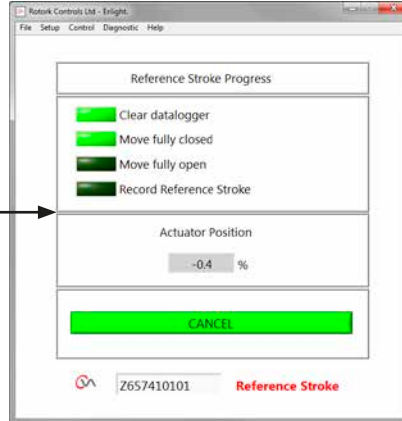 Rotork Controls Ltd - Enlight.
File Setup Control Diagnostic Help
Reference Stroke Progress
Clear datalogger
Move fully closed
Move fully open
Record Reference Stroke
Actuator Position
-0.4 %
CANCEL
Z657410101 Reference Stroke